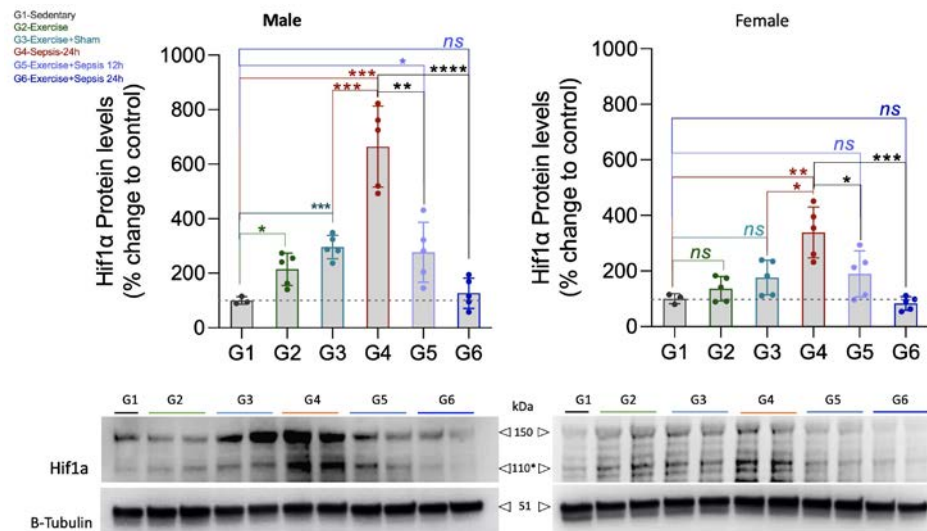 G1-Sedentary
G2-Exercise
G3-Exercise+Sham
G4-Sepsis-24h
G5-Exercise+Sepsis 12h
G6-Exercise+Sepsis 24h
Male
Hif1α Protein levels
(% change to control)
1000
800
600
400
200
0
ns
*
***
****
***
**
***
*
G1 G2 G3 G4 G5 G6
Female
Hif1α Protein levels
(% change to control)
1000
800
600
400
200
0
ns
ns
***
**
*
*
ns
ns
G1 G2 G3 G4 G5 G6
G1 G2 G3 G4 G5 G6 kDa G1 G2 G3 G4 G5 G6
150
Hif1a 110*
B-Tubulin 51